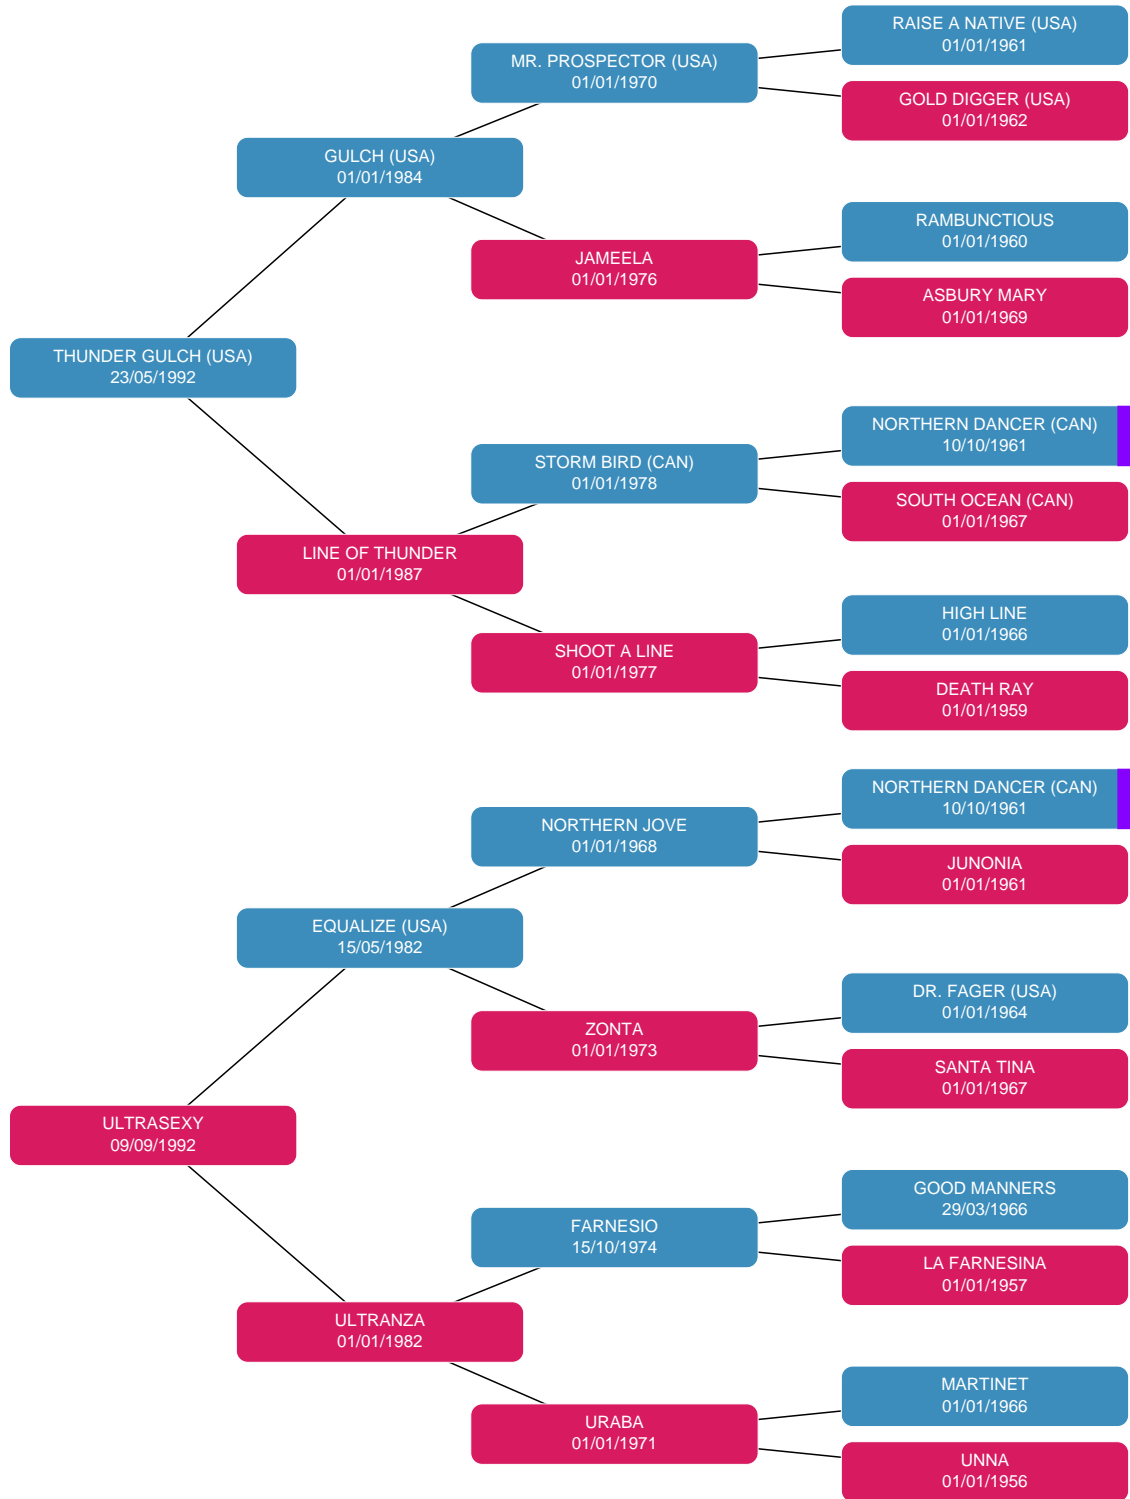 RAISE A NATIVE (USA)
01/01/1961
MR. PROSPECTOR (USA)
01/01/1970
GOLD DIGGER (USA)
01/01/1962
GULCH (USA)
01/01/1984
RAMBUNCTIOUS
01/01/1960
JAMEELA
01/01/1976
ASBURY MARY
01/01/1969
THUNDER GULCH (USA)
23/05/1992
NORTHERN DANCER (CAN)
10/10/1961
STORM BIRD (CAN)
01/01/1978
SOUTH OCEAN (CAN)
01/01/1967
LINE OF THUNDER
01/01/1987
HIGH LINE
01/01/1966
SHOOT A LINE
01/01/1977
DEATH RAY
01/01/1959
NORTHERN DANCER (CAN)
10/10/1961
NORTHERN JOVE
01/01/1968
JUNONIA
01/01/1961
EQUALIZE (USA)
15/05/1982
DR. FAGER (USA)
01/01/1964
ZONTA
01/01/1973
SANTA TINA
01/01/1967
ULTRASEXY
09/09/1992
GOOD MANNERS
29/03/1966
FARNESIO
15/10/1974
LA FARNESINA
01/01/1957
ULTRANZA
01/01/1982
MARTINET
01/01/1966
URABA
01/01/1971
UNNA
01/01/1956